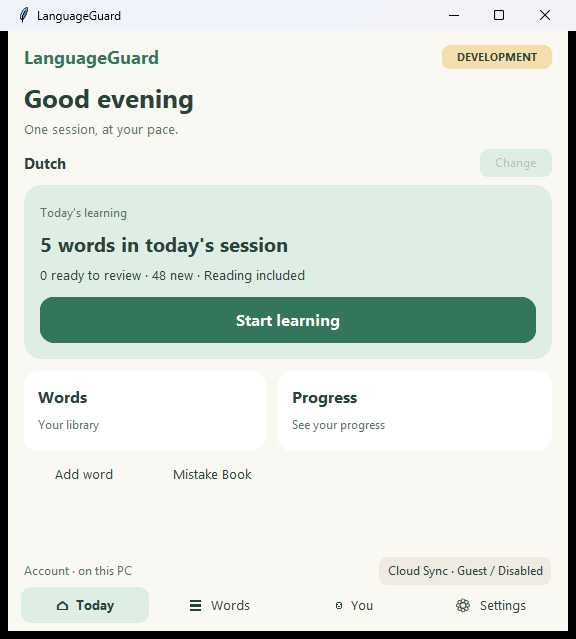 LanguageGuard
LanguageGuard
DEVELOPMENT
Good evening
One session, at your pace.
Dutch
Change
Today's learning
5 words in today's session
0 ready to review · 48 new · Reading included
Start learning
Words
Progress
Your library
See your progress
Add word
Mistake Book
Account · on this PC
Cloud Sync · Guest / Disabled
Today
Words
You
Settings